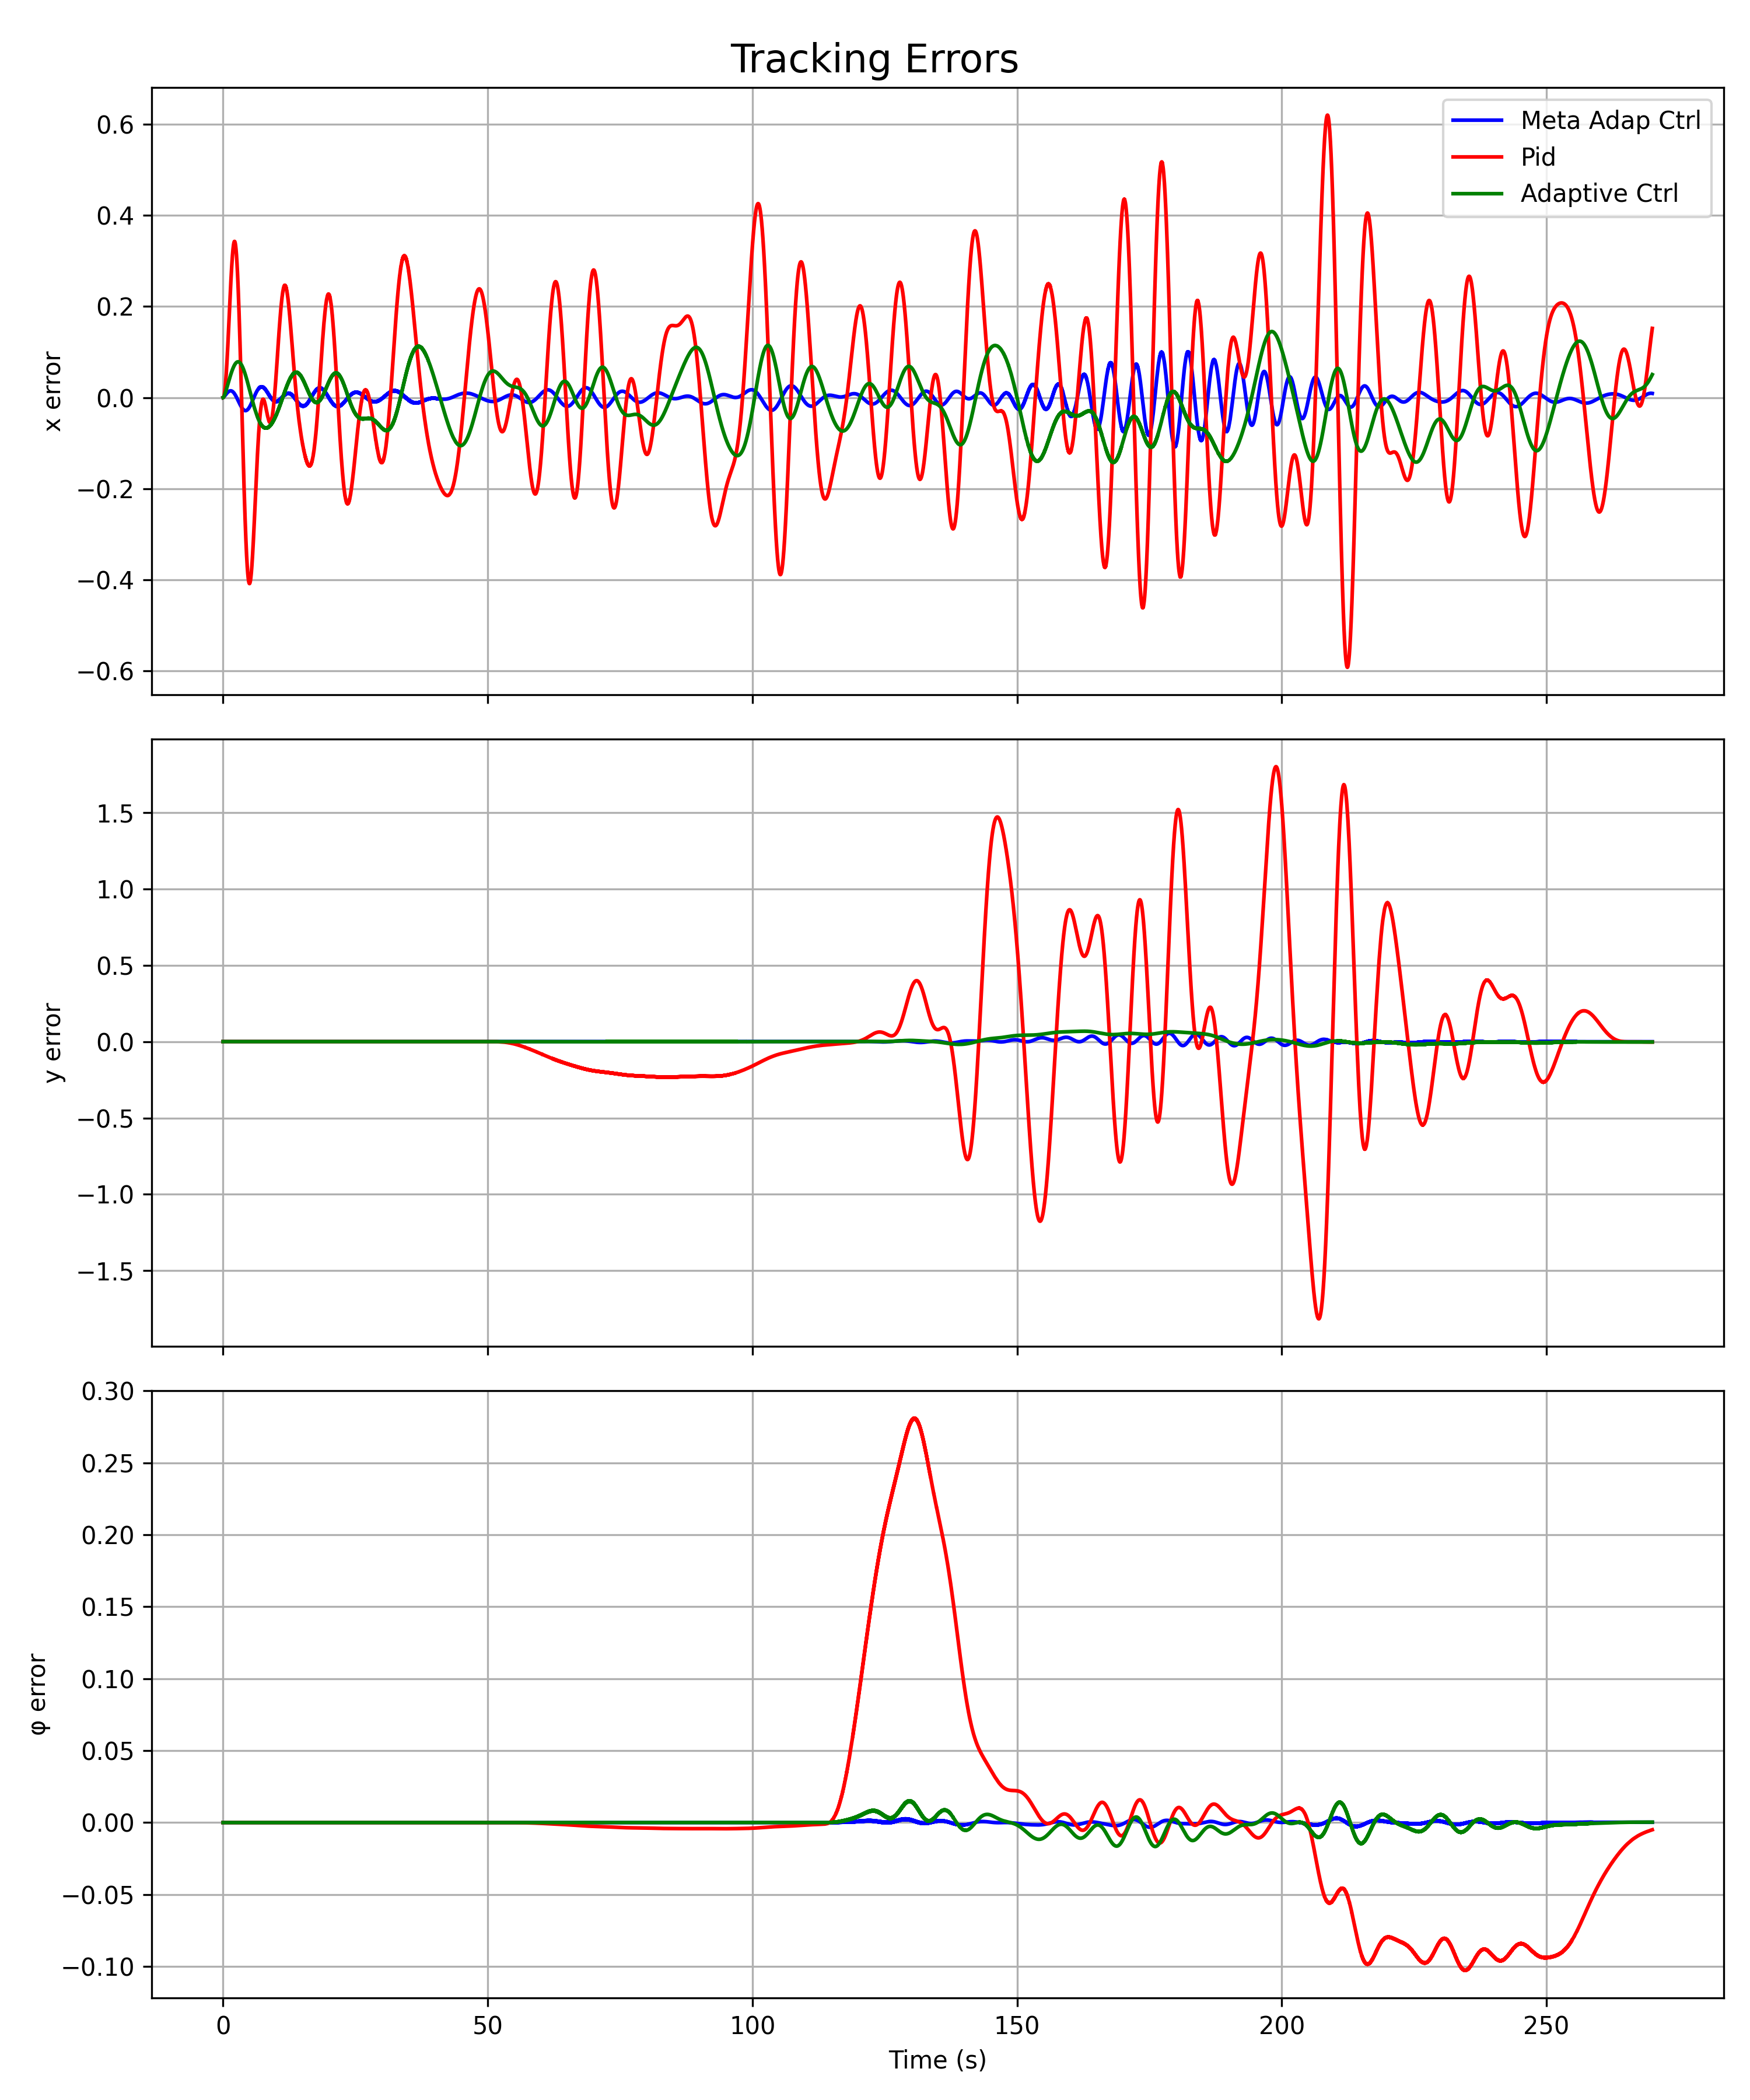 Tracking Errors
Meta Adap Ctrl
Pid
Adaptive Ctrl
0.6
0.4
0.2
0.0
−0.2
−0.4
−0.6
x error
1.5
1.0
0.5
0.0
−0.5
−1.0
−1.5
y error
0.30
0.25
0.20
0.15
0.10
0.05
0.00
−0.05
−0.10
φ error
0 50 100 150 200 250
Time (s)